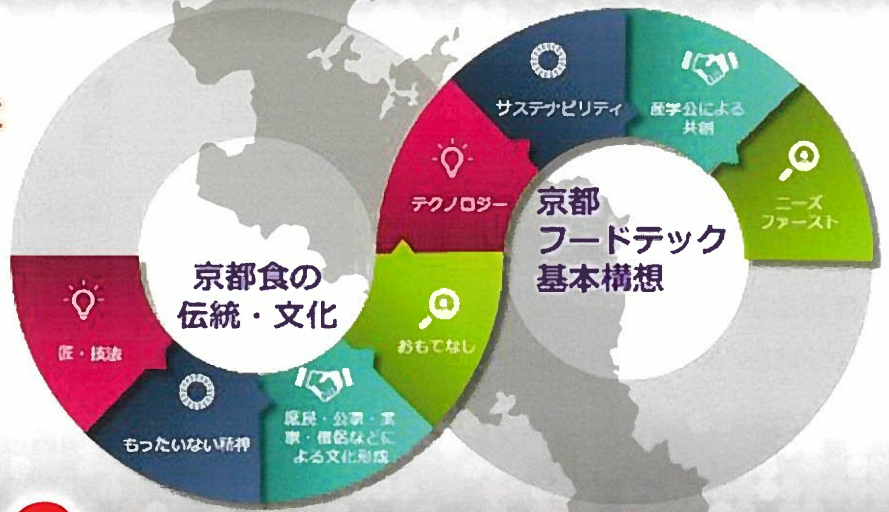 サステナビリティ
産学公による
共創
テクノロジー
ニーズ
ファースト
京都
フードテック
基本構想
京都食の
伝統・文化
匠・技法
もったいない精神
庶民・公家・武
家・僧侶などに
よる文化形成
おもてなし